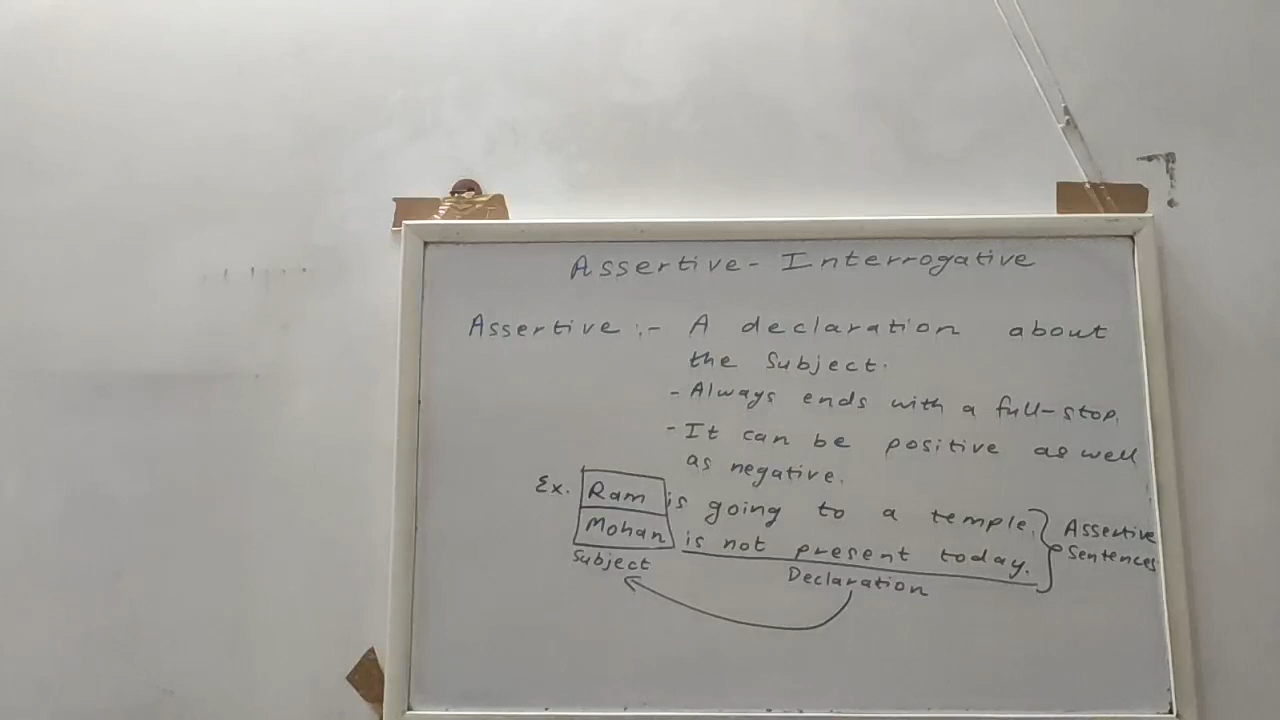 Assertive - Interrogative
Assertive :- A declaration about
the subject.
- Always ends with a full-stop.
- It can be positive as well
as negative.
Ex. Ram is going to a temple.
Mohan is not present today.
Assertive
Sentences
Subject
Declaration